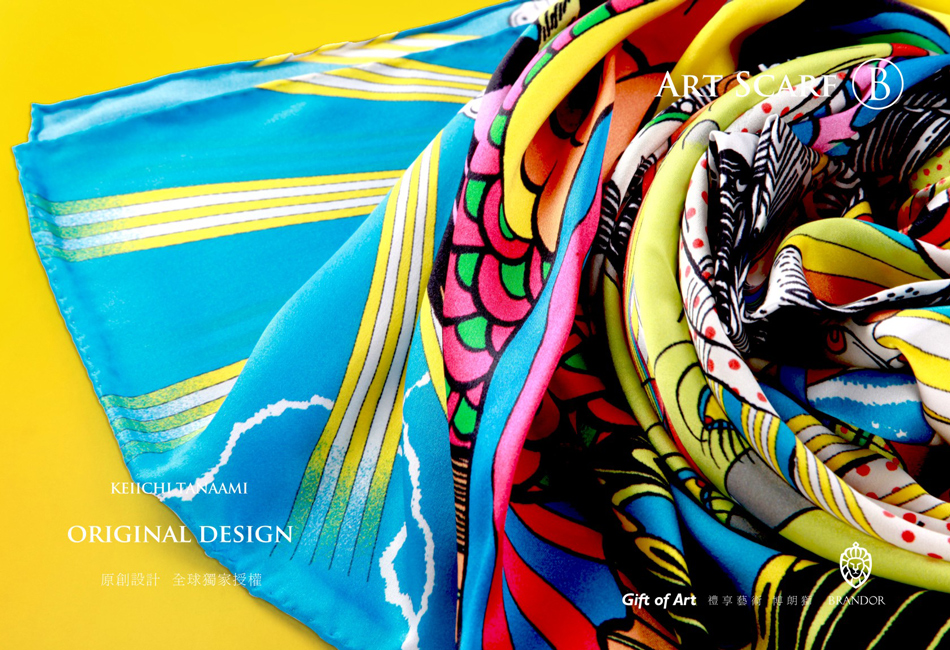 ART SCARF B
KEIICHI TANAAMI
ORIGINAL DESIGN
原創設計 全球獨家授權
Gift of Art 禮享藝術 博朗獅 BRANDOR